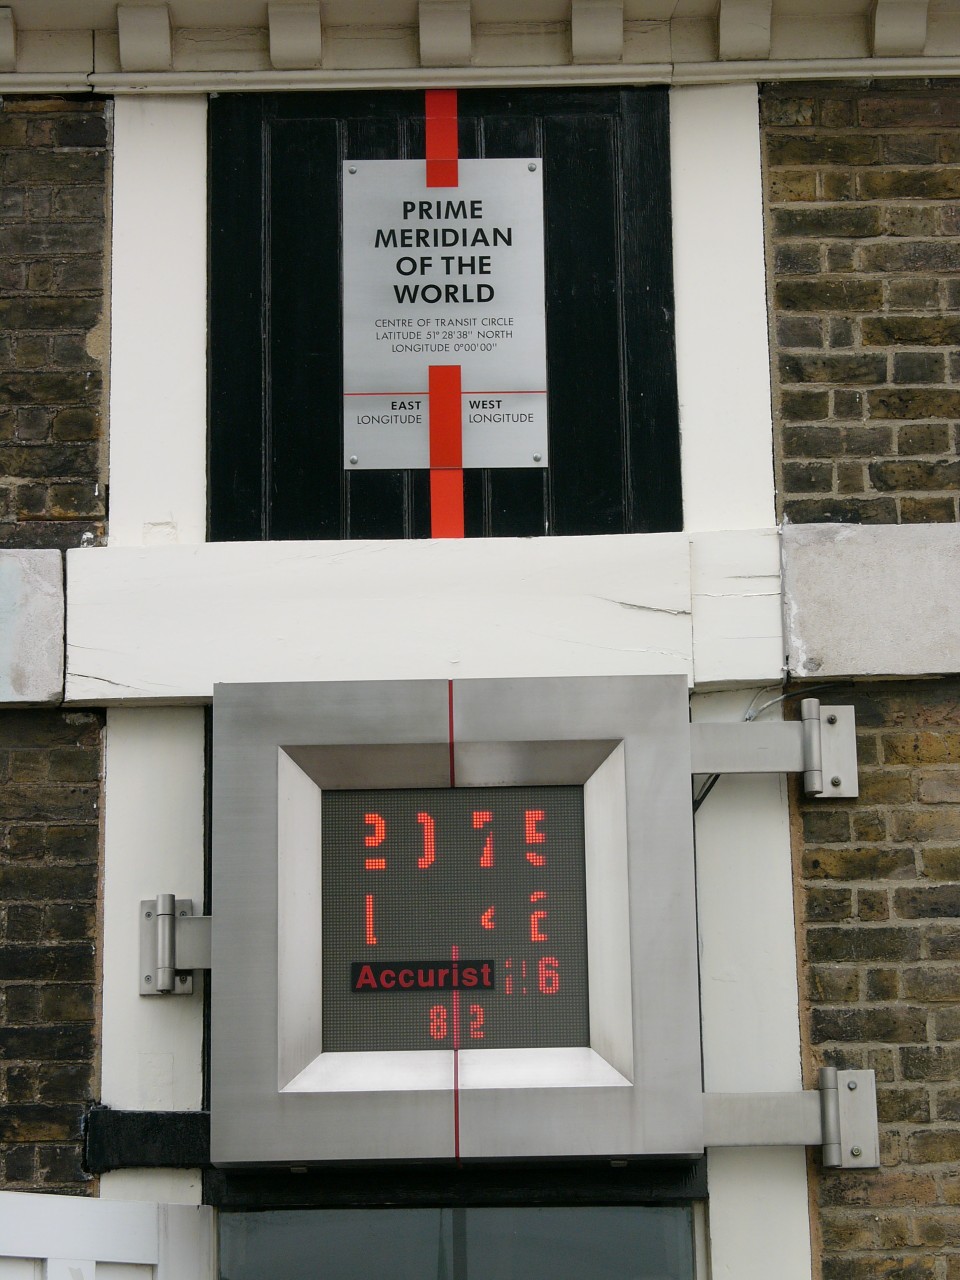 PRIME
MERIDIAN
OF THE
WORLD
CENTRE OF TRANSIT CIRCLE
LATITUDE 51° 28'38" NORTH
LONGITUDE 0°00'00"
EAST WEST
LONGITUDE LONGITUDE
Accurist